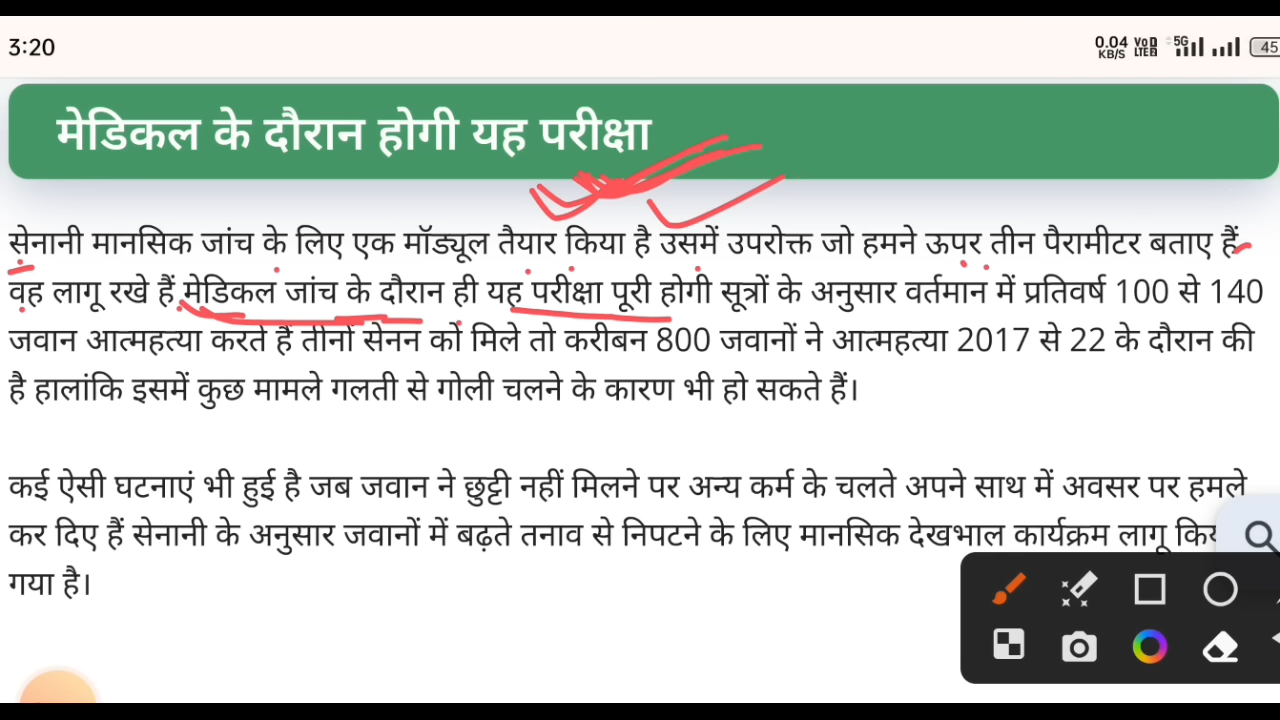 3:20
0.04 KB/S VoD LTE2 5G 45
मेडिकल के दौरान होगी यह परीक्षा
सेनानी मानसिक जांच के लिए एक मॉड्यूल तैयार किया है उसमें उपरोक्त जो हमने ऊपर तीन पैरामीटर बताए हैं
वह लागू रखे हैं मेडिकल जांच के दौरान ही यह परीक्षा पूरी होगी सूत्रों के अनुसार वर्तमान में प्रतिवर्ष 100 से 140
जवान आत्महत्या करते हैं तीनों सेनन को मिले तो करीबन 800 जवानों ने आत्महत्या 2017 से 22 के दौरान की
है हालांकि इसमें कुछ मामले गलती से गोली चलने के कारण भी हो सकते हैं।
कई ऐसी घटनाएं भी हुई है जब जवान ने छुट्टी नहीं मिलने पर अन्य कर्म के चलते अपने साथ में अवसर पर हमले
कर दिए हैं सेनानी के अनुसार जवानों में बढ़ते तनाव से निपटने के लिए मानसिक देखभाल कार्यक्रम लागू
गया है।